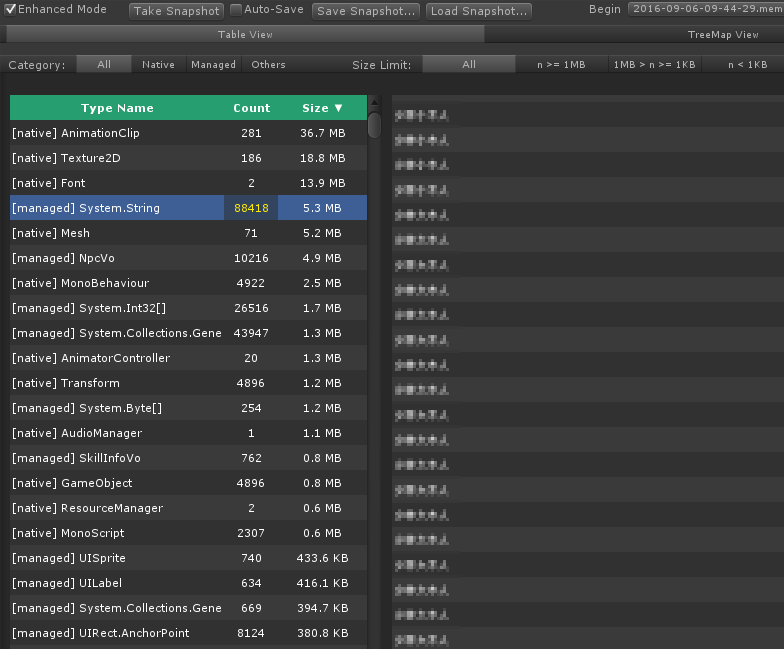 Enhanced Mode Take Snapshot Auto-Save Save Snapshot... Load Snapshot... Begin 2016-09-06-09-44-29.mem
Table View TreeMap View
Category: All Native Managed Others Size Limit: All n >= 1MB 1MB > n >= 1KB n < 1KB
Type Name Count Size ▼
[native] AnimationClip 281 36.7 MB
[native] Texture2D 186 18.8 MB
[native] Font 2 13.9 MB
[managed] System.String 88418 5.3 MB
[native] Mesh 71 5.2 MB
[managed] NpcVo 10216 4.9 MB
[native] MonoBehaviour 4922 2.5 MB
[managed] System.Int32[] 26516 1.7 MB
[managed] System.Collections.Gene 43947 1.3 MB
[native] AnimatorController 20 1.3 MB
[native] Transform 4896 1.2 MB
[managed] System.Byte[] 254 1.2 MB
[native] AudioManager 1 1.1 MB
[managed] SkillInfoVo 762 0.8 MB
[native] GameObject 4896 0.8 MB
[native] ResourceManager 2 0.6 MB
[native] MonoScript 2307 0.6 MB
[managed] UISprite 740 433.6 KB
[managed] UILabel 634 416.1 KB
[managed] System.Collections.Gene 669 394.7 KB
[managed] UIRect.AnchorPoint 8124 380.8 KB